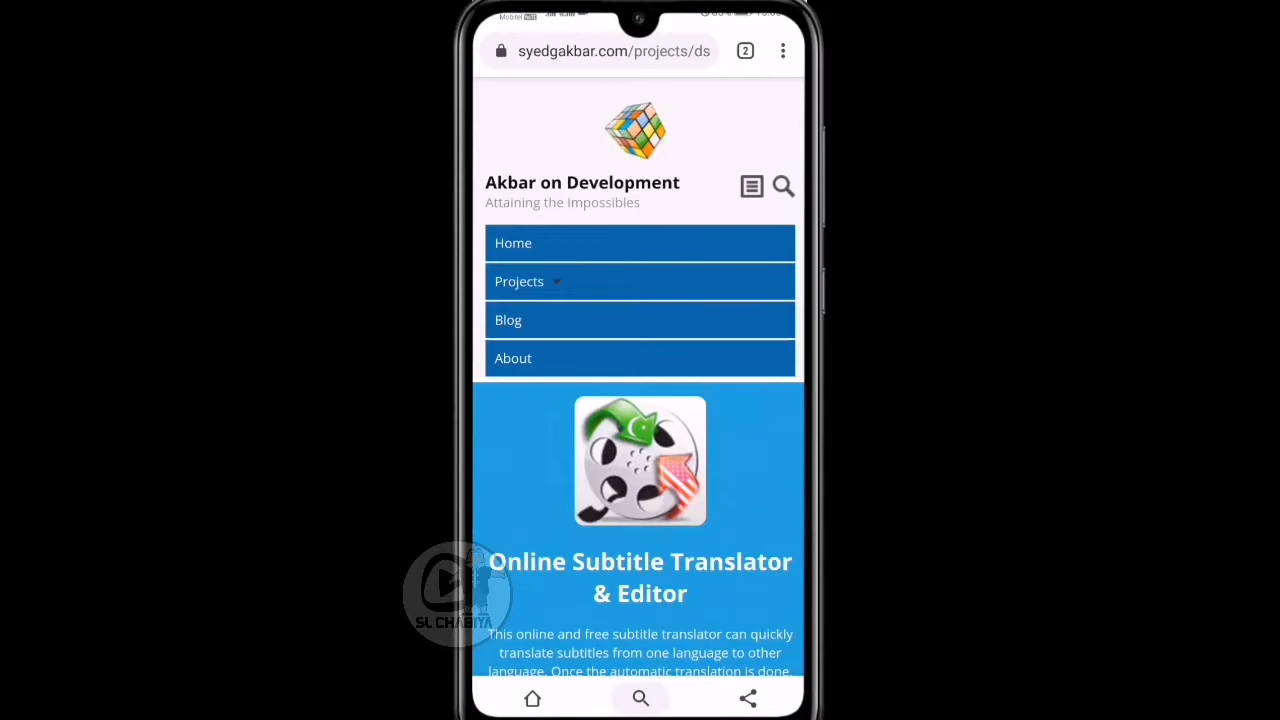 Mobitel
syedgakbar.com/projects/ds
2
Akbar on Development
Attaining the Impossibles
Home
Projects
Blog
About
Online Subtitle Translator
& Editor
This online and free subtitle translator can quickly
translate subtitles from one language to other
language. Once the automatic translation is done,
SL CHABIYA